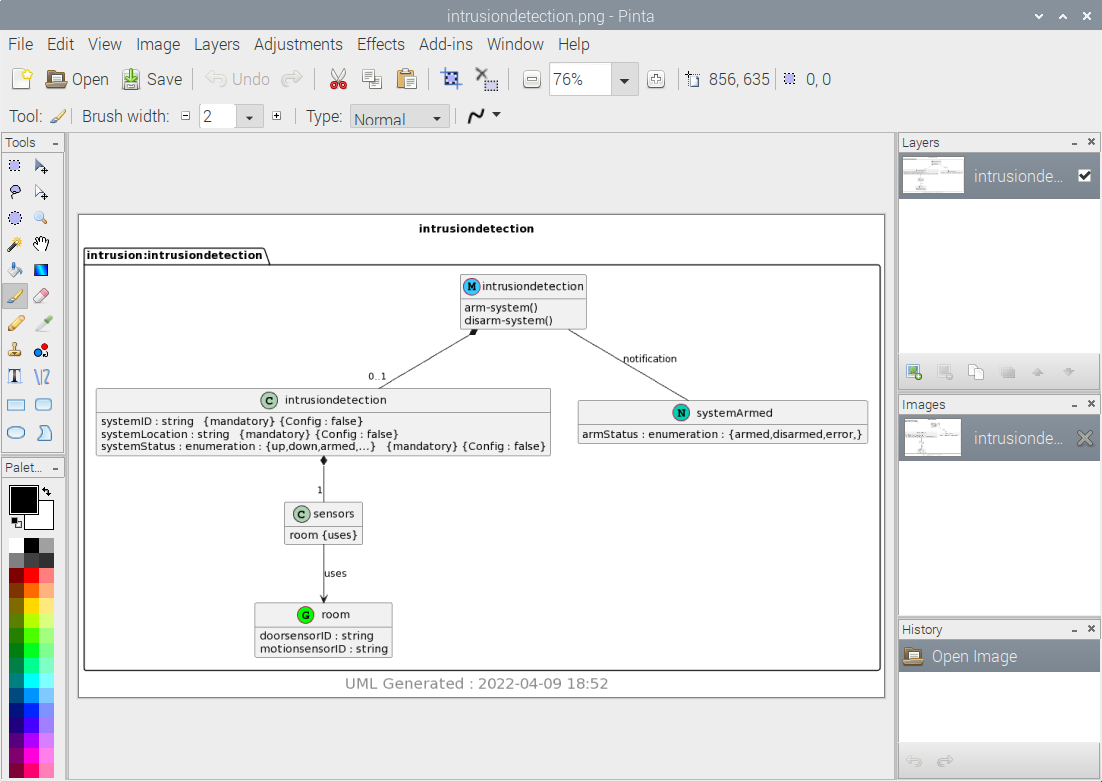 intrusiondetection.png - Pinta
File Edit View Image Layers Adjustments Effects Add-ins Window Help
Open Save Undo 76% 856, 635 0, 0
Tool: Brush width: 2 Type: Normal
Tools
Layers
intrusionde...
intrusiondetection
intrusion:intrusiondetection
M intrusiondetection
arm-system()
disarm-system()
notification
0..1
C intrusiondetection
systemID : string {mandatory} {Config : false}
systemLocation : string {mandatory} {Config : false}
systemStatus : enumeration : {up,down,armed,...} {mandatory} {Config : false}
N systemArmed
armStatus : enumeration : {armed,disarmed,error,}
1
C sensors
room {uses}
uses
G room
doorsensorID : string
motionsensorID : string
UML Generated : 2022-04-09 18:52
Images
intrusionde...
Palet...
History
Open Image